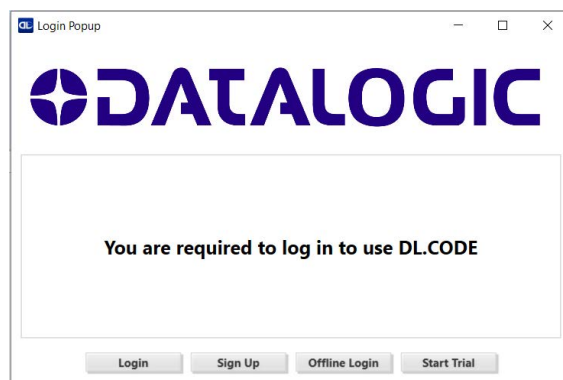 DL Login Popup
DATALOGIC
You are required to log in to use DL.CODE
Login Sign Up Offline Login Start Trial